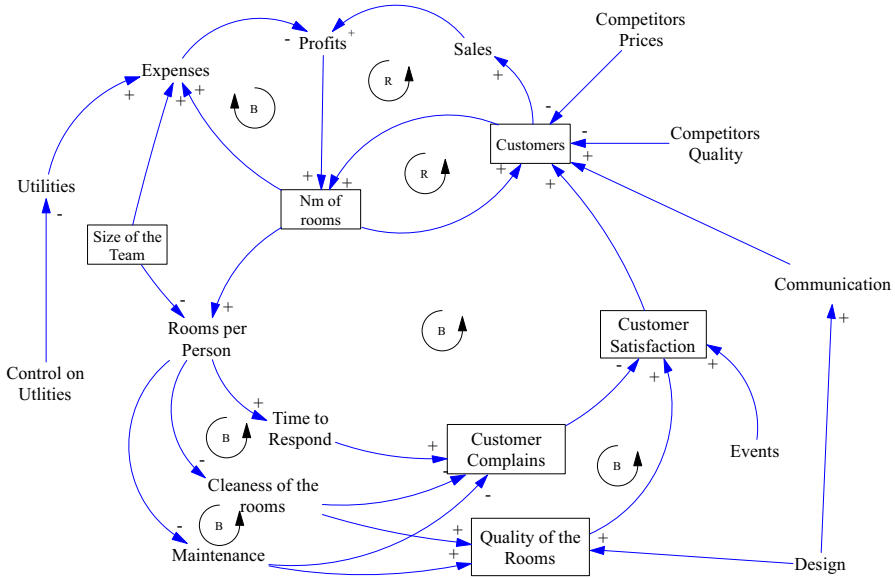 Competitors
Prices
Profits
Sales
Expenses
Competitors
Quality
Customers
Utilities
Nm of
rooms
Size of the
Team
Communication
Rooms per
Person
Customer
Satisfaction
Control on
Utlities
Time to
Respond
Customer
Complains
Events
Cleaness of the
rooms
Quality of the
Rooms
Maintenance
Design
B
R
R
B
B
B
B
- + + - + + + + - + + + + + - - - + + + - + + + - - - - + + +